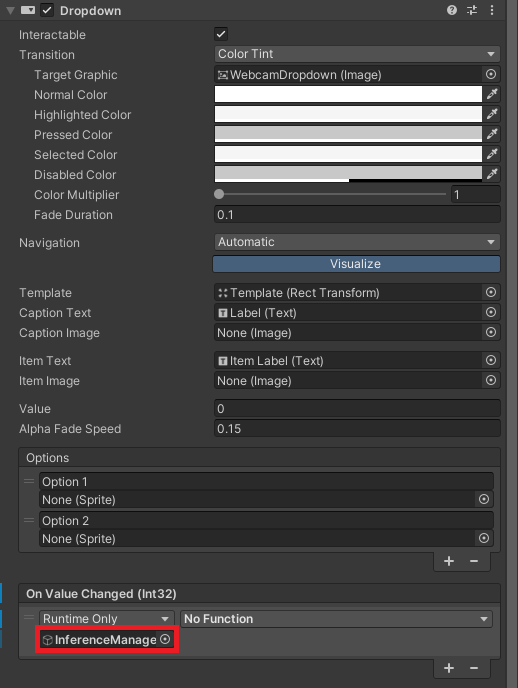 Dropdown
Interactable
Transition Color Tint
Target Graphic WebcamDropdown (Image)
Normal Color
Highlighted Color
Pressed Color
Selected Color
Disabled Color
Color Multiplier 1
Fade Duration 0.1
Navigation Automatic
Visualize
Template Template (Rect Transform)
Caption Text Label (Text)
Caption Image None (Image)
Item Text Item Label (Text)
Item Image None (Image)
Value 0
Alpha Fade Speed 0.15
Options
Option 1
None (Sprite)
Option 2
None (Sprite)
+ −
On Value Changed (Int32)
Runtime Only No Function
InferenceManage
+ −